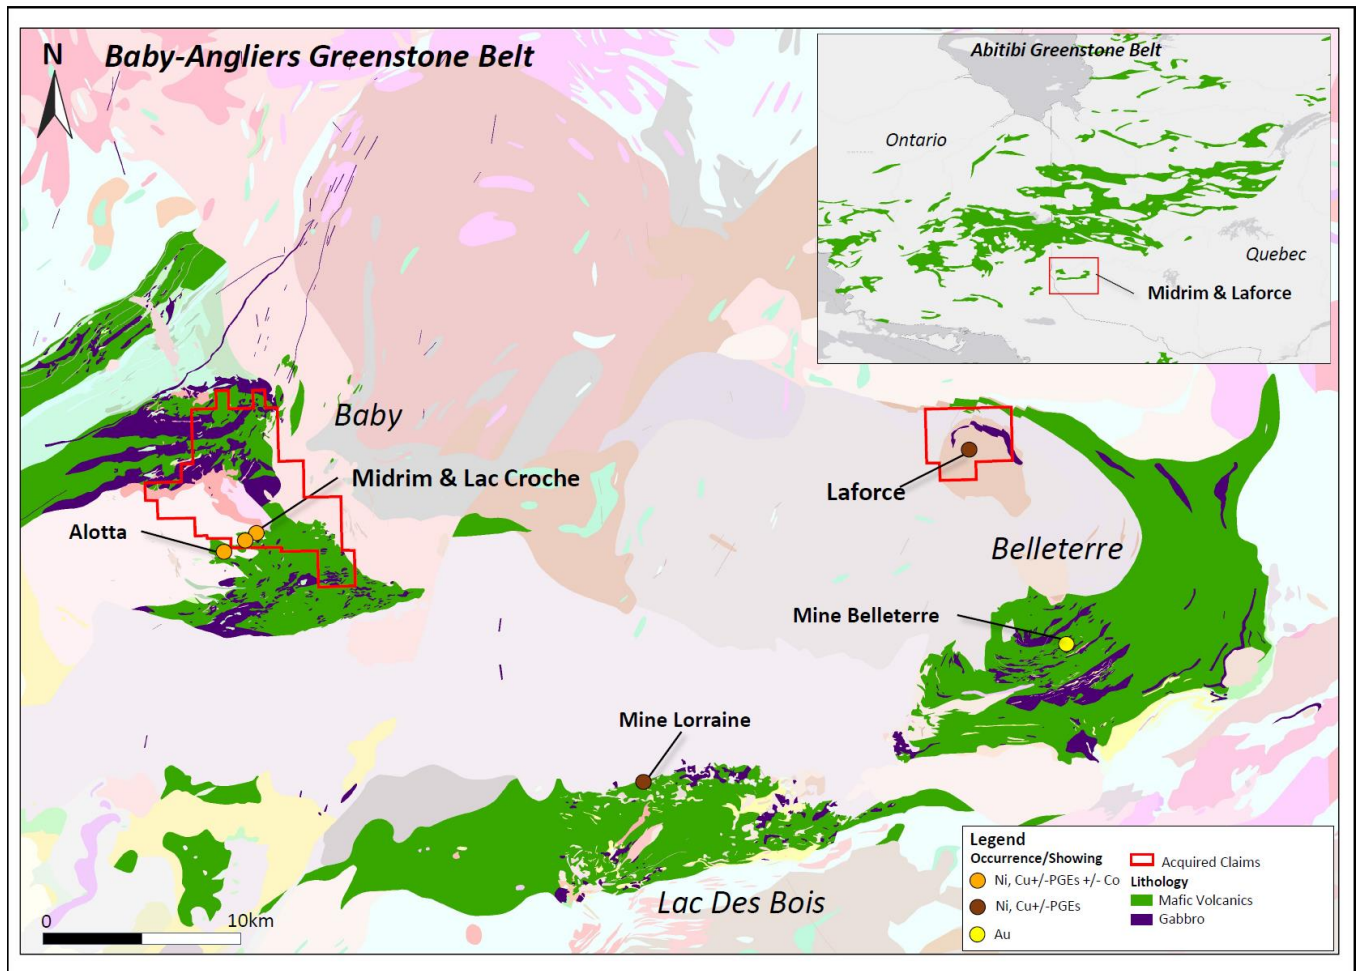 Baby-Angliers Greenstone Belt
N
Abitibi Greenstone Belt
Ontario
Quebec
Midrim & Laforce
Baby
Midrim & Lac Croche
Alotta
Laforce
Belleterre
Mine Belleterre
Mine Lorraine
Lac Des Bois
0 10km
Legend
Occurrence/Showing
Ni, Cu+/-PGEs +/- Co
Ni, Cu+/-PGEs
Au
Acquired Claims
Lithology
Mafic Volcanics
Gabbro